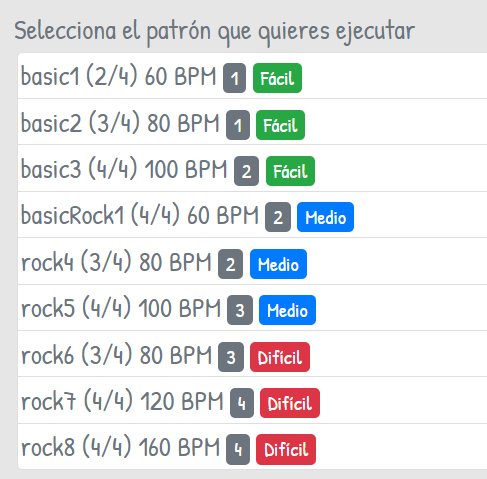 Selecciona el patrón que quieres ejecutar
basic1 (2/4) 60 BPM 1 Fácil
basic2 (3/4) 80 BPM 1 Fácil
basic3 (4/4) 100 BPM 2 Fácil
basicRock1 (4/4) 60 BPM 2 Medio
rock4 (3/4) 80 BPM 2 Medio
rock5 (4/4) 100 BPM 3 Medio
rock6 (3/4) 80 BPM 3 Difícil
rock7 (4/4) 120 BPM 4 Difícil
rock8 (4/4) 160 BPM 4 Difícil